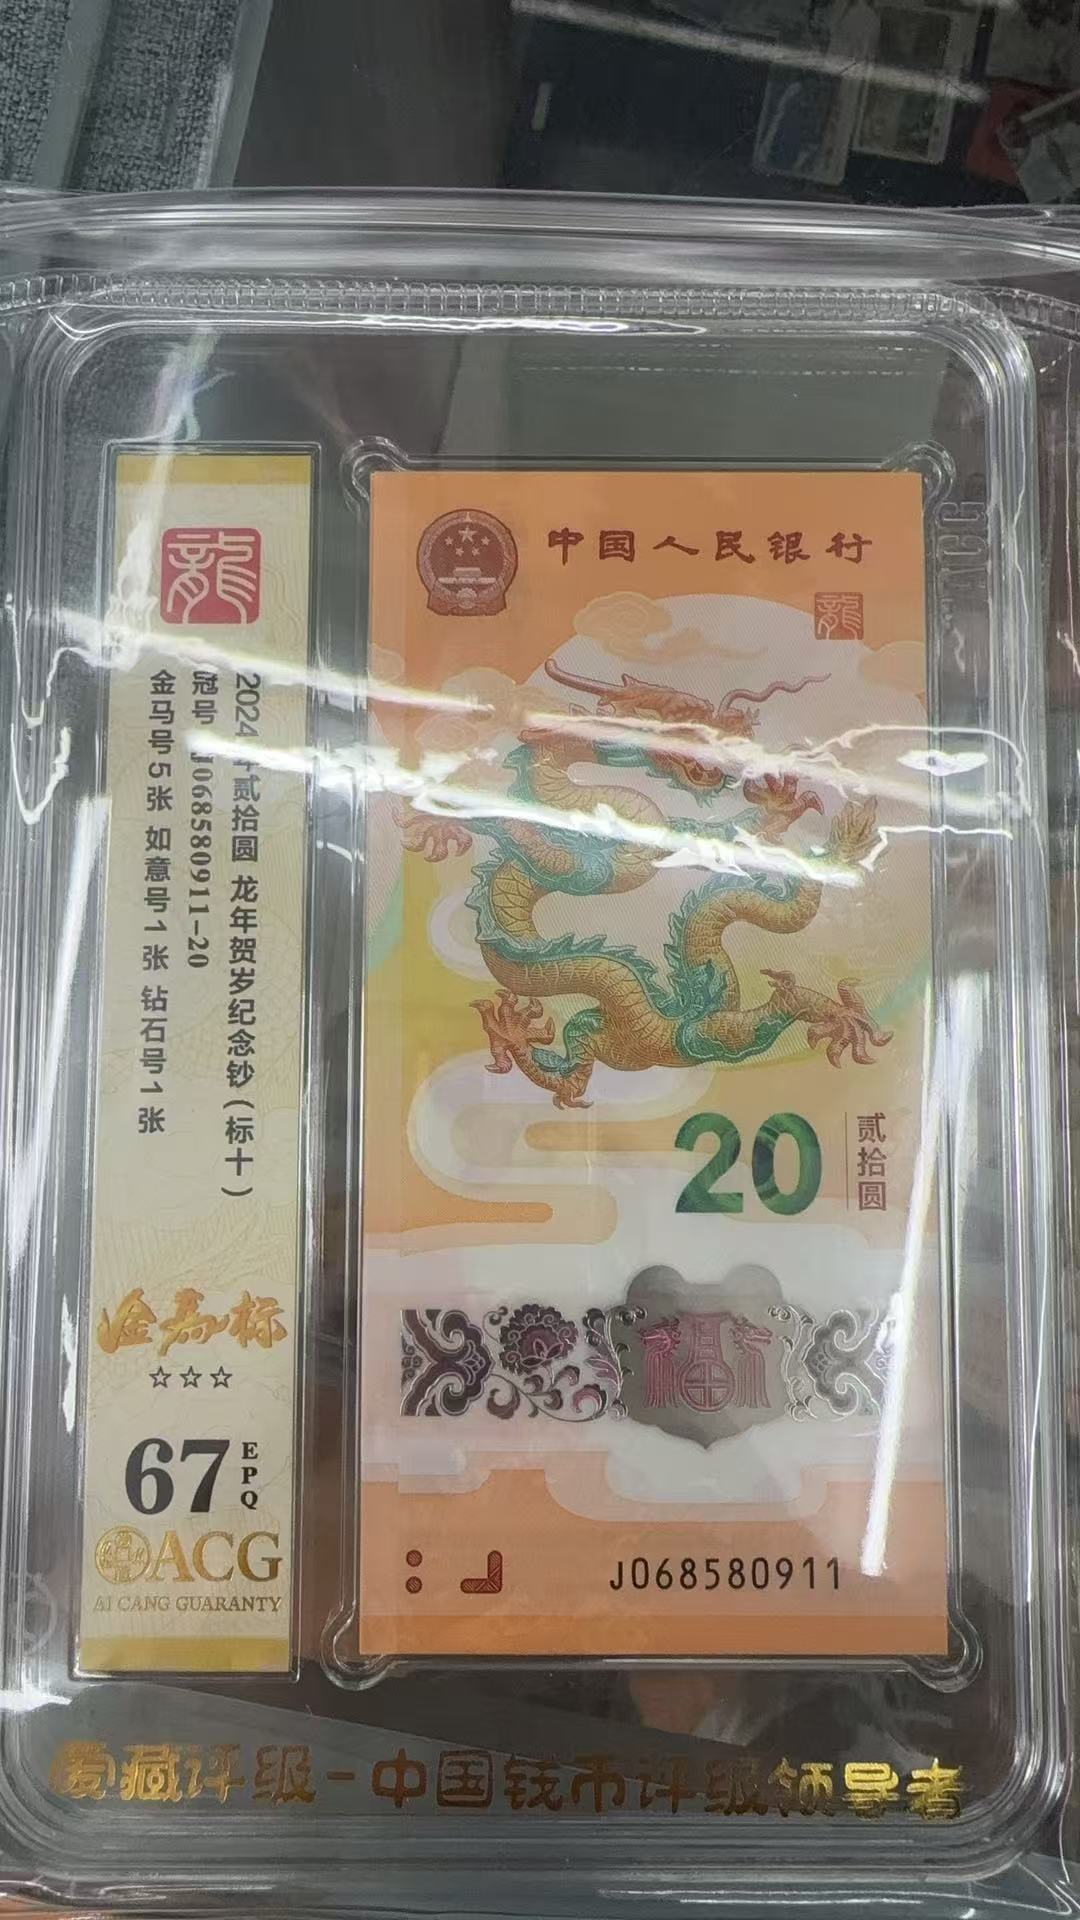 龍
2024年贰拾圆 龙年贺岁纪念钞(标十)
冠号 J068580911-20
金马号5张 如意号1张 钻石号1张
金马标
☆☆☆
67 EPQ
ACG
AI CANG GUARANTY
中国人民银行
龍
20
贰拾圆
福
J068580911
爱藏评级-中国钱币评级领导者